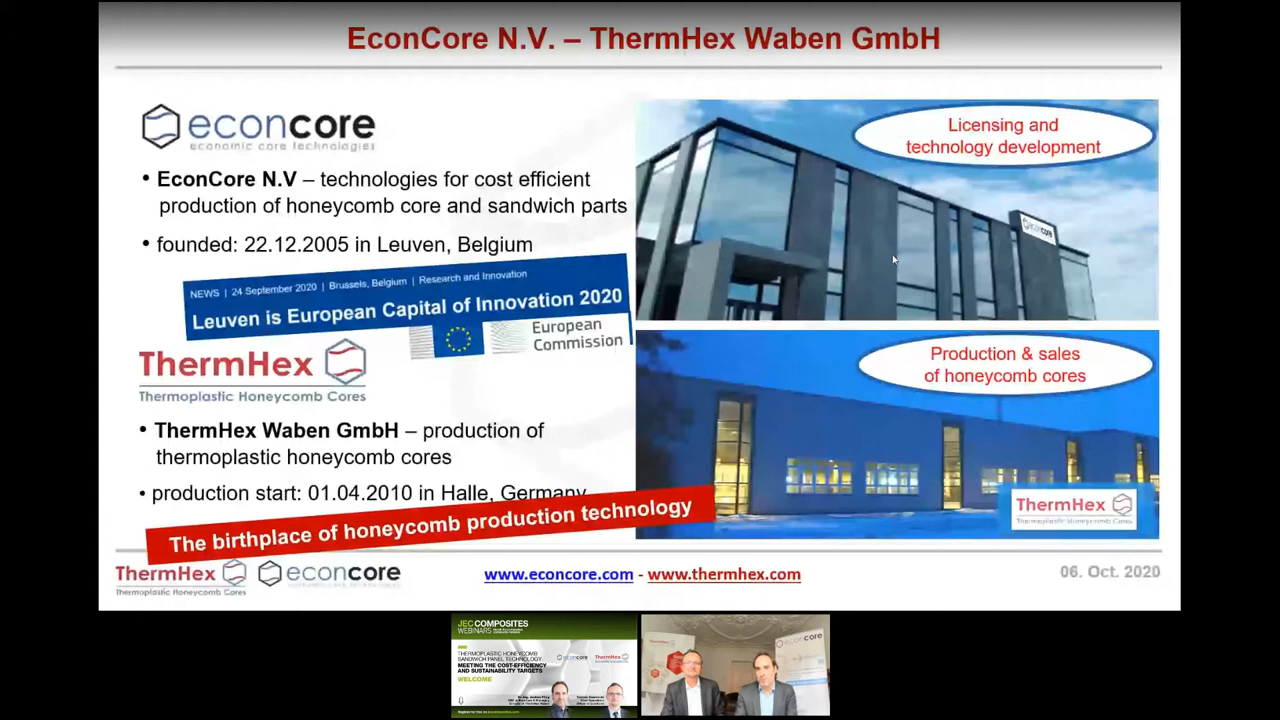 EconCore N.V. – ThermHex Waben GmbH
econcore
economic core technologies
• EconCore N.V – technologies for cost efficient
production of honeycomb core and sandwich parts
• founded: 22.12.2005 in Leuven, Belgium
NEWS | 24 September 2020 | Brussels, Belgium | Research and Innovation
Leuven is European Capital of Innovation 2020
European
Commission
ThermHex
Thermoplastic Honeycomb Cores
• ThermHex Waben GmbH – production of
thermoplastic honeycomb cores
• production start: 01.04.2010 in Halle, Germany
The birthplace of honeycomb production technology
Licensing and
technology development
econcore
Production & sales
of honeycomb cores
ThermHex
Thermoplastic Honeycomb Cores
ThermHex
Thermoplastic Honeycomb Cores
econcore
www.econcore.com - www.thermhex.com
06. Oct. 2020
JEC COMPOSITES
WEBINARS
THERMOPLASTIC HONEYCOMB
SANDWICH PANEL TECHNOLOGY:
MEETING THE COST-EFFICIENCY
AND SUSTAINABILITY TARGETS
WELCOME
econcore
ThermHex
econcore